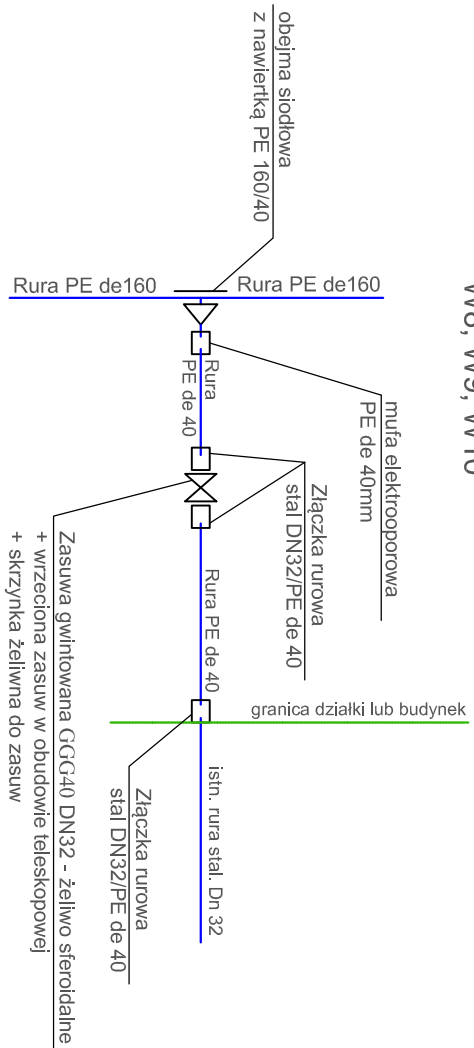 W8, W9, W10
obejma siodłowa
z nawiertką PE 160/40
Rura PE de160
Rura PE de160
mufa elektrooporowa
PE de 40mm
Rura
PE de 40
Złączka rurowa
stal DN32/PE de 40
Rura PE de 40
granica działki lub budynek
istn. rura stal. Dn 32
Złączka rurowa
stal DN32/PE de 40
Zasuwa gwintowana GGG40 DN32 - żeliwo sferoidalne
+ wrzeciona zasuw w obudowie teleskopowej
+ skrzynka żeliwna do zasuw